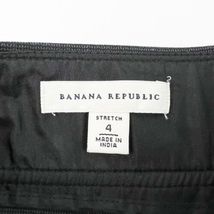 BANANA REPUBLIC
STRETCH
4
MADE IN
INDIA